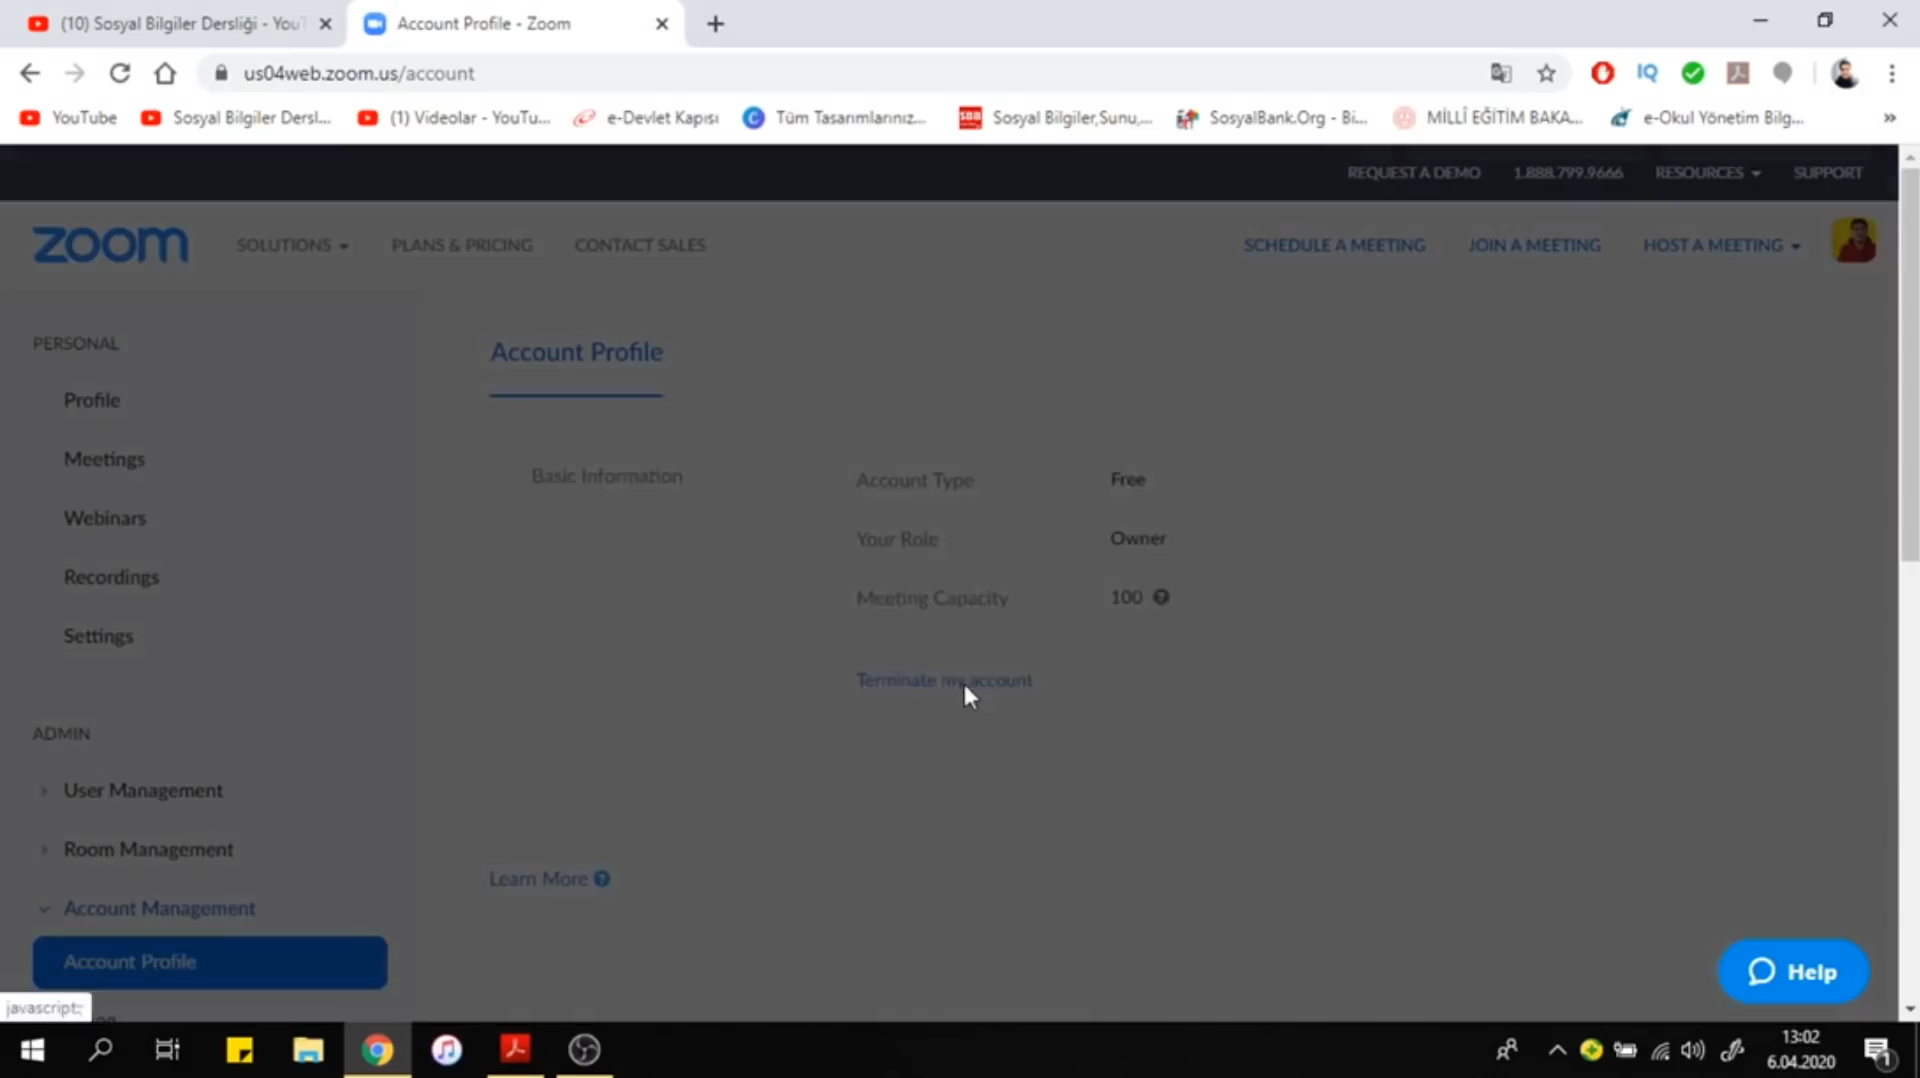 (10) Sosyal Bilgiler Dersliği - You
Account Profile - Zoom
us04web.zoom.us/account
IQ
YouTube
Sosyal Bilgiler Dersl...
(1) Videolar - YouTu...
e-Devlet Kapısı
Tüm Tasarımlarınız...
SBB
Sosyal Bilgiler,Sunu,...
SosyalBank.Org - Bi...
MİLLÎ EĞİTİM BAKA...
e-Okul Yönetim Bilg...
REQUEST A DEMO
1.888.799.9666
RESOURCES
SUPPORT
zoom
SOLUTIONS
PLANS & PRICING
CONTACT SALES
SCHEDULE A MEETING
JOIN A MEETING
HOST A MEETING
PERSONAL
Profile
Meetings
Webinars
Recordings
Settings
ADMIN
User Management
Room Management
Account Management
Account Profile
Account Profile
Basic Information
Account Type
Free
Your Role
Owner
Meeting Capacity
100
Terminate my account
Learn More
Help
javascript:;
13:02
6.04.2020
1